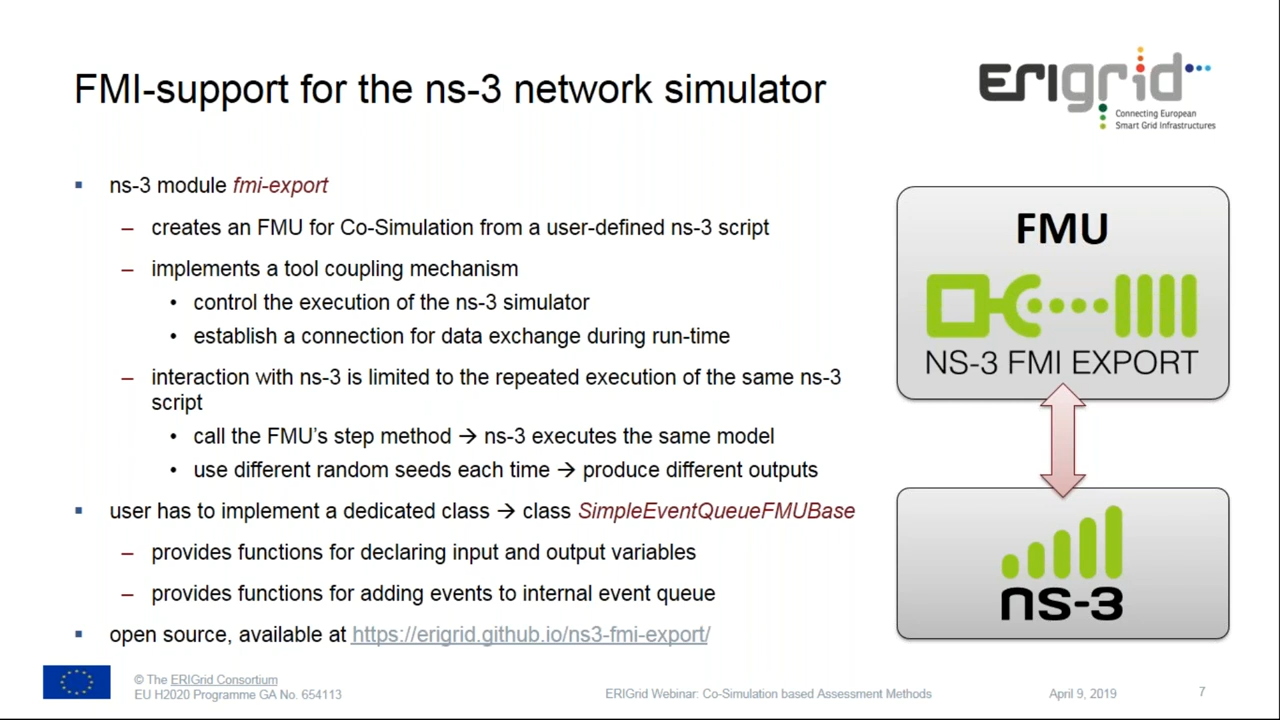 FMI-support for the ns-3 network simulator
ERIGrid
Connecting European
Smart Grid Infrastructures
▪ ns-3 module fmi-export
– creates an FMU for Co-Simulation from a user-defined ns-3 script
– implements a tool coupling mechanism
• control the execution of the ns-3 simulator
• establish a connection for data exchange during run-time
– interaction with ns-3 is limited to the repeated execution of the same ns-3
script
• call the FMU's step method → ns-3 executes the same model
• use different random seeds each time → produce different outputs
▪ user has to implement a dedicated class → class SimpleEventQueueFMUBase
– provides functions for declaring input and output variables
– provides functions for adding events to internal event queue
▪ open source, available at https://erigrid.github.io/ns3-fmi-export/
FMU
NS-3 FMI EXPORT
ns-3
© The ERIGrid Consortium
EU H2020 Programme GA No. 654113
ERIGrid Webinar: Co-Simulation based Assessment Methods
April 9, 2019
7